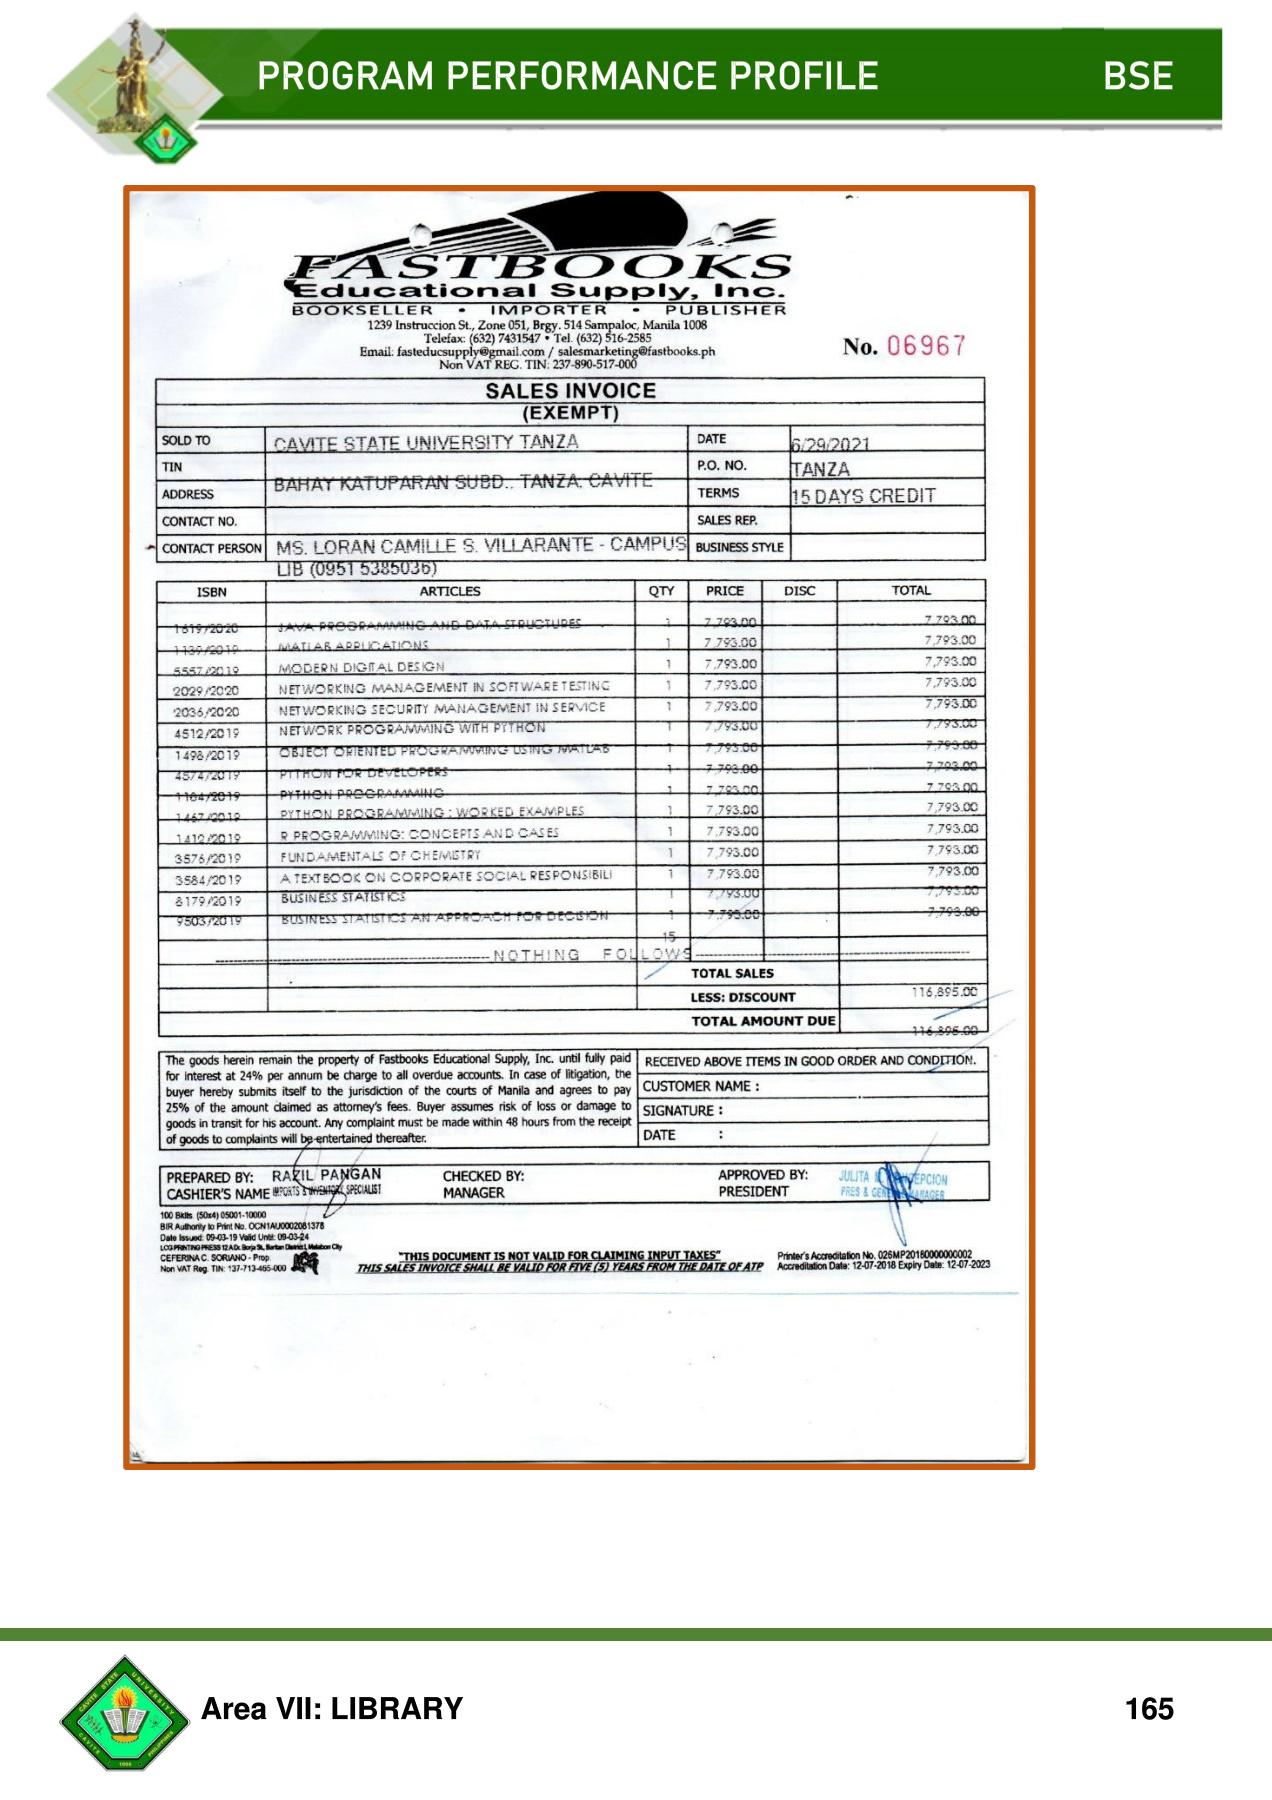 PROGRAM PERFORMANCE PROFILE BSE
FASTBOOKS
Educational Supply, Inc.
BOOKSELLER • IMPORTER • PUBLISHER
1239 Instruccion St., Zone 051, Brgy. 514 Sampaloc, Manila 1008
Telefax: (632) 7431547 • Tel. (632) 516-2585
Email: fasteducsupply@gmail.com / salesmarketing@fastbooks.ph
Non VAT REG. TIN: 237-890-517-000
No. 06967
SALES INVOICE
(EXEMPT)
SOLD TO CAVITE STATE UNIVERSITY TANZA DATE 6/29/2021
TIN P.O. NO. TANZA
ADDRESS BAHAY KATUPARAN SUBD., TANZA, CAVITE TERMS 15 DAYS CREDIT
CONTACT NO. SALES REP.
CONTACT PERSON MS. LORAN CAMILLE S. VILLARANTE - CAMPUS BUSINESS STYLE
LIB (0951 5385036)
ISBN ARTICLES QTY PRICE DISC TOTAL
1619/2020 JAVA PROGRAMMING AND DATA STRUCTURES 1 7,793.00 7,793.00
1139/2019 MATLAB APPLICATIONS 1 7,793.00 7,793.00
5557/2019 MODERN DIGITAL DESIGN 1 7,793.00 7,793.00
2029/2020 NETWORKING MANAGEMENT IN SOFTWARE TESTING 1 7,793.00 7,793.00
2036/2020 NETWORKING SECURITY MANAGEMENT IN SERVICE 1 7,793.00 7,793.00
4512/2019 NETWORK PROGRAMMING WITH PYTHON 1 7,793.00 7,793.00
1498/2019 OBJECT ORIENTED PROGRAMMING USING MATLAB 1 7,793.00 7,793.00
4574/2019 PYTHON FOR DEVELOPERS 1 7,793.00 7,793.00
1164/2019 PYTHON PROGRAMMING 1 7,793.00 7,793.00
1467/2019 PYTHON PROGRAMMING : WORKED EXAMPLES 1 7,793.00 7,793.00
1412/2019 R PROGRAMMING: CONCEPTS AND CASES 1 7,793.00 7,793.00
3576/2019 FUNDAMENTALS OF CHEMISTRY 1 7,793.00 7,793.00
3584/2019 A TEXTBOOK ON CORPORATE SOCIAL RESPONSIBILI 1 7,793.00 7,793.00
8179/2019 BUSINESS STATISTICS 1 7,793.00 7,793.00
9503/2019 BUSINESS STATISTICS AN APPROACH FOR DECISION 1 7,793.00 7,793.00
15
NOTHING FOLLOWS
TOTAL SALES
LESS: DISCOUNT 116,895.00
TOTAL AMOUNT DUE 116,895.00
The goods herein remain the property of Fastbooks Educational Supply, Inc. until fully paid
for interest at 24% per annum be charge to all overdue accounts. In case of litigation, the
buyer hereby submits itself to the jurisdiction of the courts of Manila and agrees to pay
25% of the amount claimed as attorney's fees. Buyer assumes risk of loss or damage to
goods in transit for his account. Any complaint must be made within 48 hours from the receipt
of goods to complaints will be entertained thereafter.
RECEIVED ABOVE ITEMS IN GOOD ORDER AND CONDITION.
CUSTOMER NAME :
SIGNATURE :
DATE :
PREPARED BY: RAZIL PANGAN CHECKED BY: APPROVED BY: JULITA
CASHIER'S NAME IMPORTS & INVENTORY SPECIALIST MANAGER PRESIDENT PRES & MANAGER
100 Bklts. (50x4) 05001-10000
BIR Authority to Print No. OCN1AU0002081378
Date Issued: 09-03-19 Valid Until: 09-03-24
LCG PRINTING PRESS 12 A Dr. Borja St., Baritan District I, Malabon City
CEFERINA C. SORIANO - Prop.
Non VAT Reg. TIN: 137-713-465-000
"THIS DOCUMENT IS NOT VALID FOR CLAIMING INPUT TAXES"
THIS SALES INVOICE SHALL BE VALID FOR FIVE (5) YEARS FROM THE DATE OF ATP
Printer's Accreditation No. 026MP20180000000002
Accreditation Date: 12-07-2018 Expiry Date: 12-07-2023
CAVITE STATE UNIVERSITY
CAVITE PHILIPPINES
1906
Area VII: LIBRARY 165